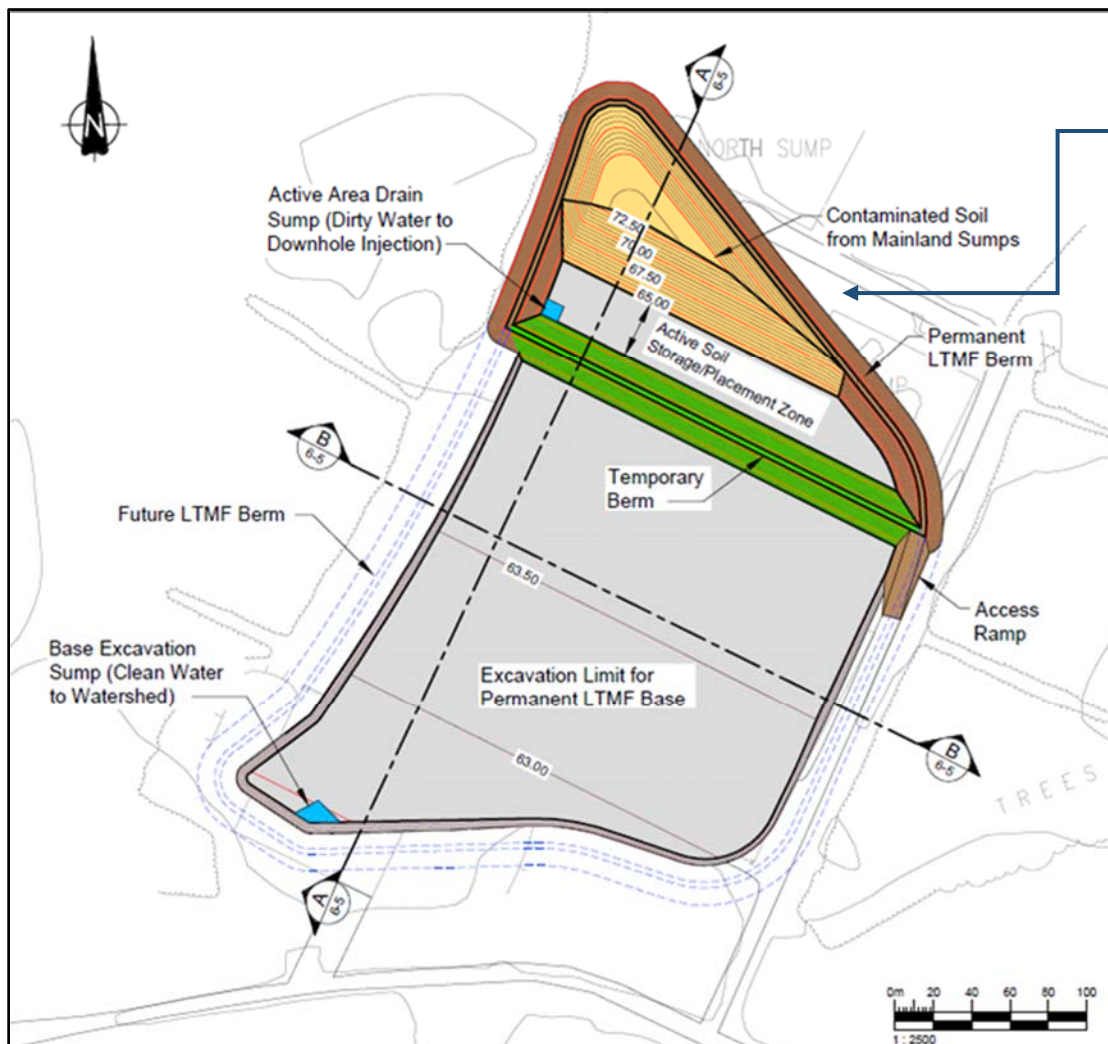 N
A
6-5
NORTH SUMP
Active Area Drain
Sump (Dirty Water to
Downhole Injection)
Contaminated Soil
from Mainland Sumps
72.50
70.00
67.50
65.00
Active Soil
Storage/Placement Zone
Permanent
LTMF Berm
B
6-5
Temporary
Berm
Future LTMF Berm
63.50
Access
Ramp
Base Excavation
Sump (Clean Water
to Watershed)
Excavation Limit for
Permanent LTMF Base
63.00
B
6-5
TREES
A
6-5
0m 20 40 60 80 100
1 : 2500